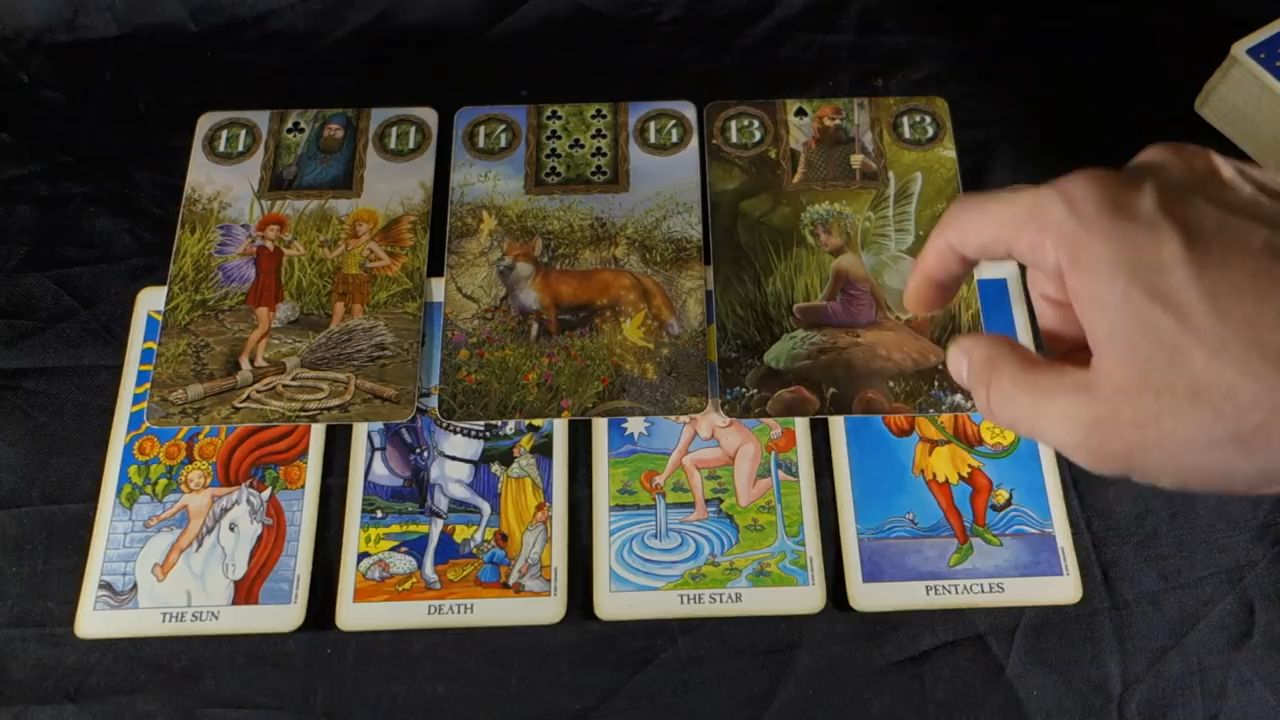 11 11
14 14
13 13
THE SUN
DEATH
THE STAR
PENTACLES